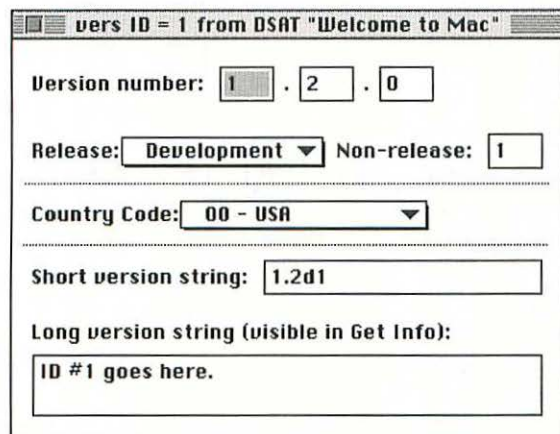 vers ID = 1 from DSAT "Welcome to Mac"
Version number: 1 . 2 . 0
Release: Development Non-release: 1
Country Code: 00 - USA
Short version string: 1.2d1
Long version string (visible in Get Info):
ID #1 goes here.